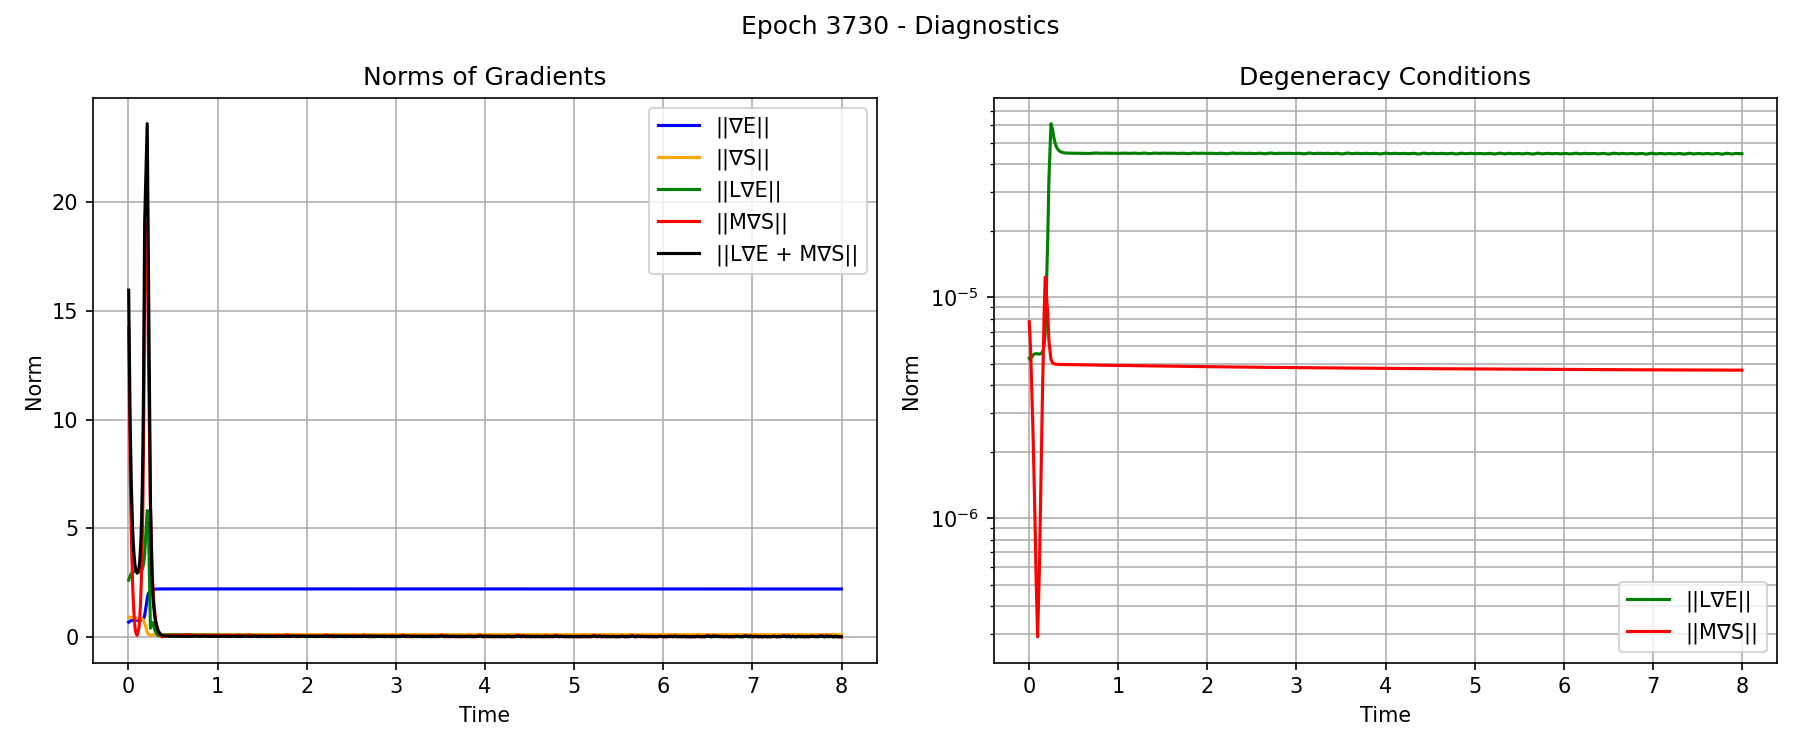 Epoch 3730 - Diagnostics
Norms of Gradients
||∇E||
||∇S||
||L∇E||
||M∇S||
||L∇E + M∇S||
20
15
10
5
0
Norm
0 1 2 3 4 5 6 7 8
Time
Degeneracy Conditions
10⁻⁵
10⁻⁶
Norm
||L∇E||
||M∇S||
0 1 2 3 4 5 6 7 8
Time